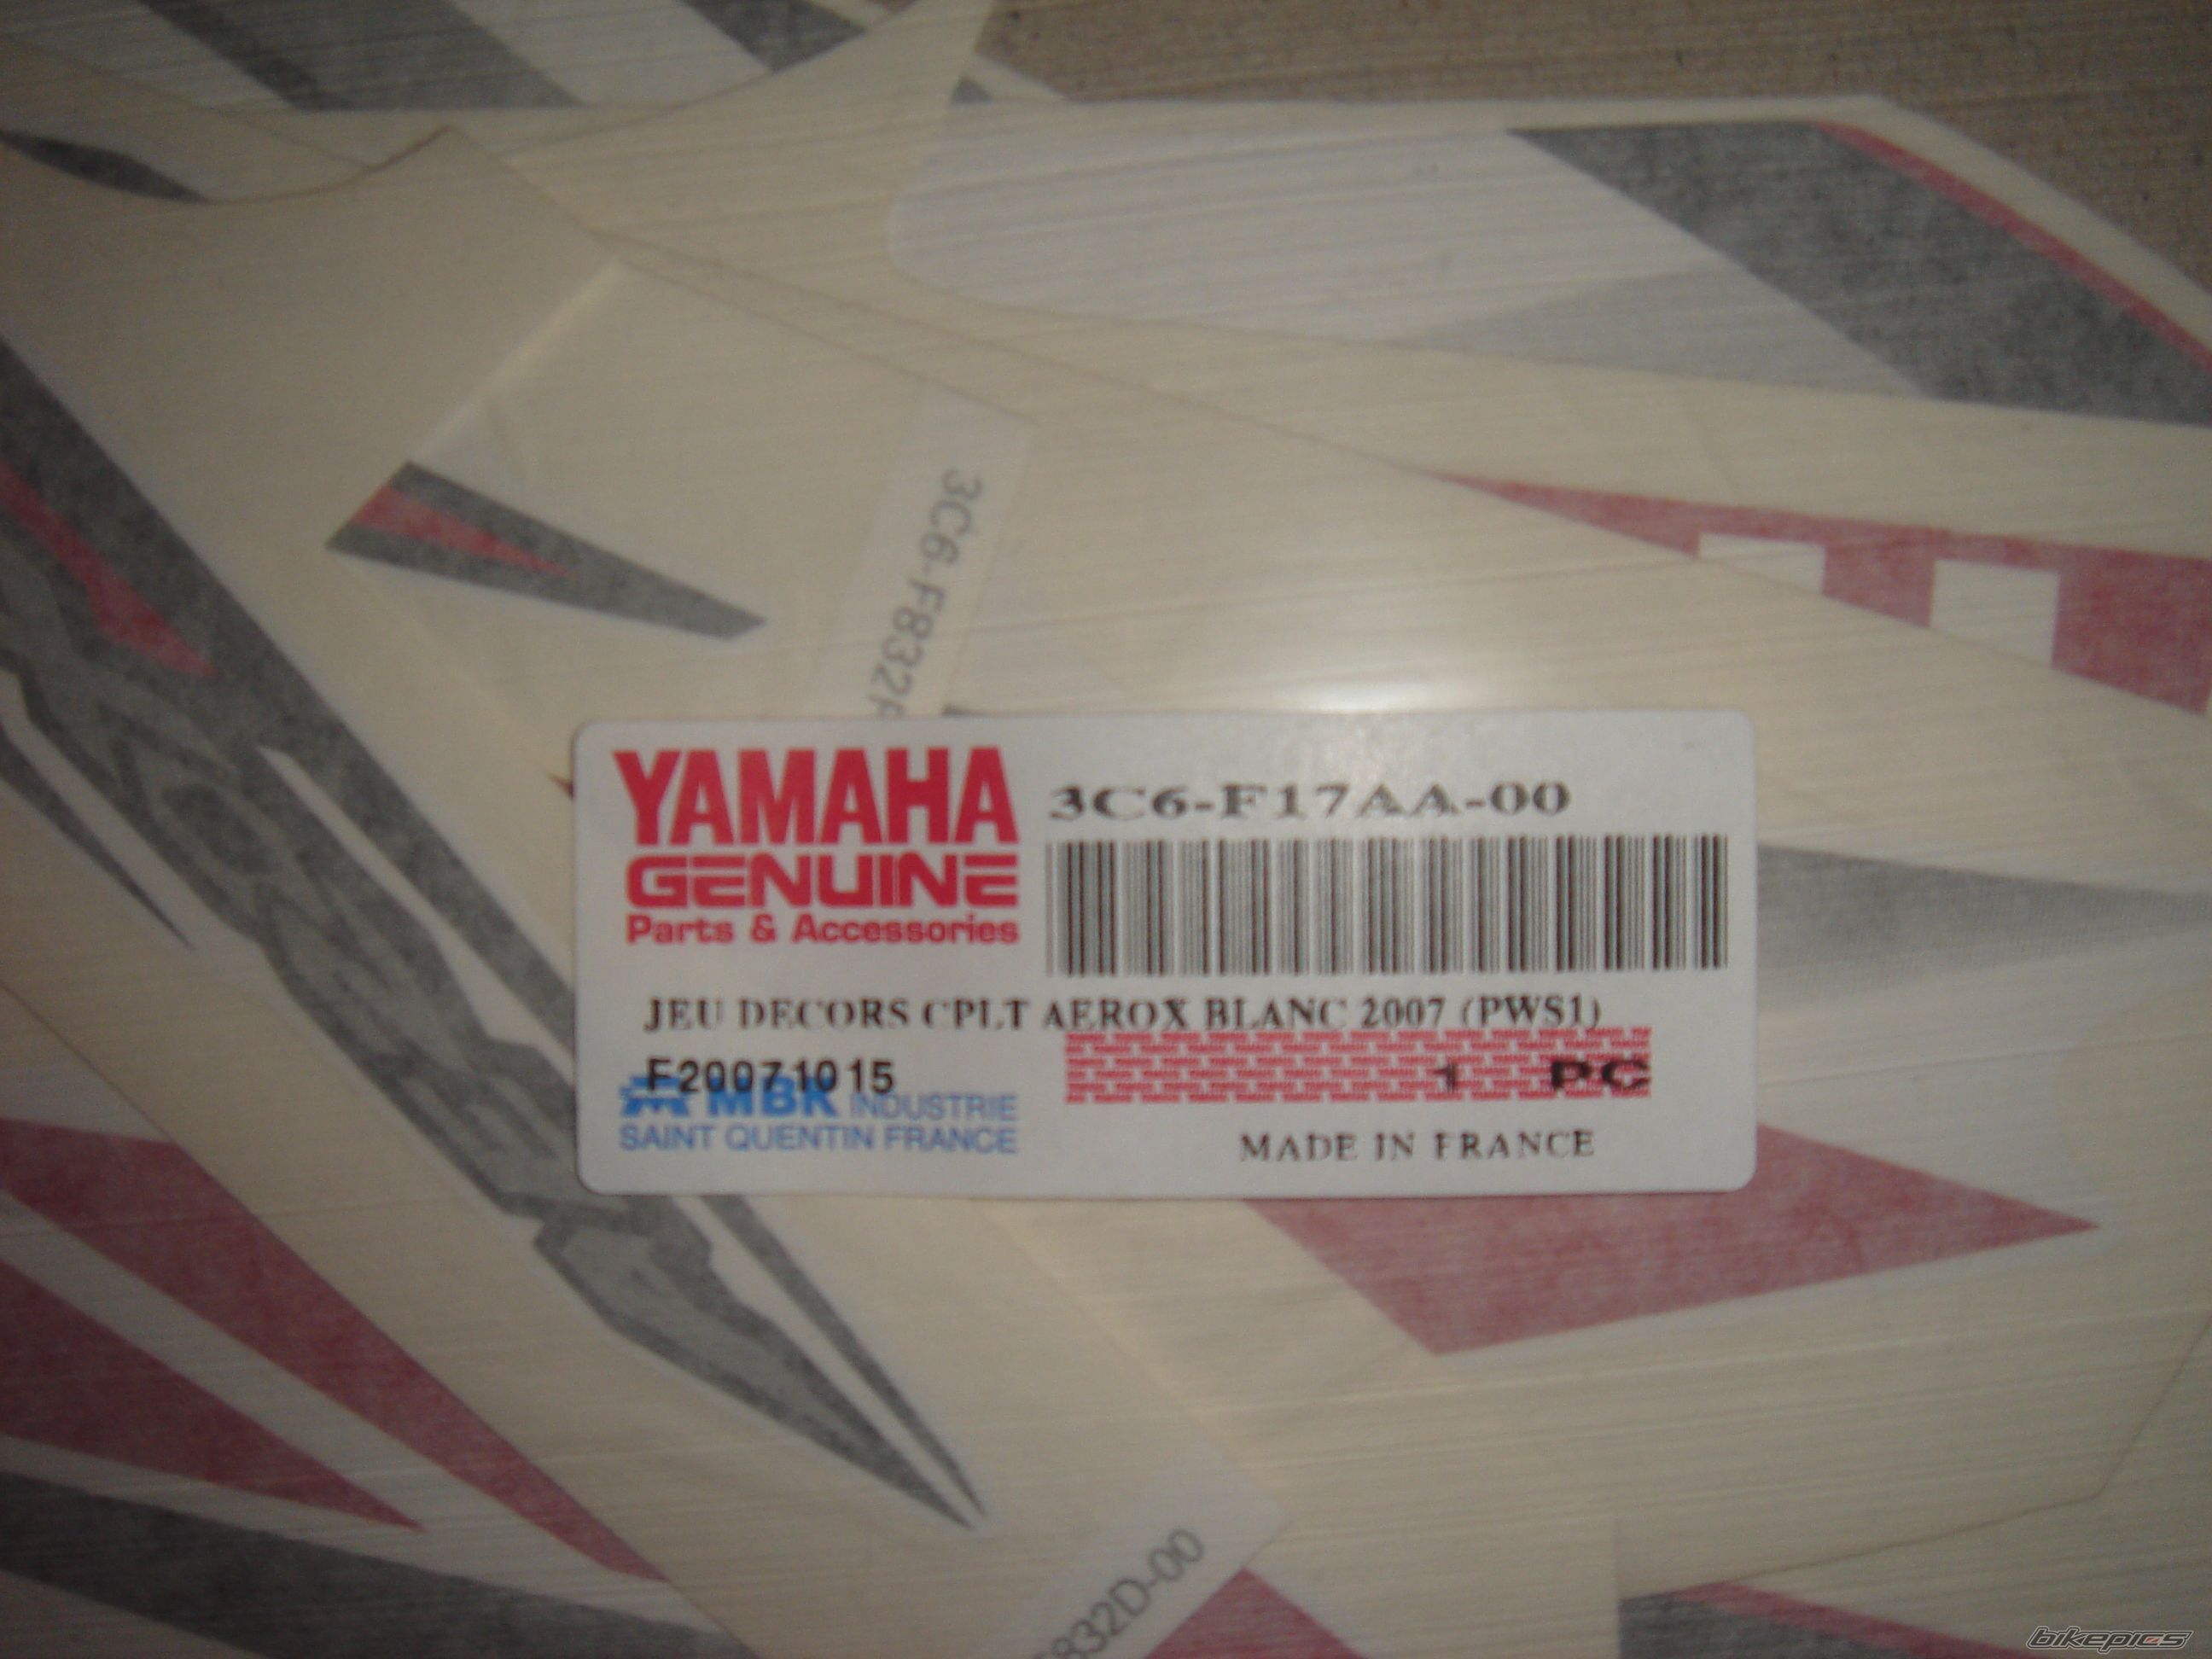 3C6-F832
YAMAHA
GENUINE
Parts & Accessories
3C6-F17AA-00
JEU DECORS CPLT AEROX BLANC 2007 (PWS1)
F20071015
1 PC
MBK INDUSTRIE
SAINT QUENTIN FRANCE
MADE IN FRANCE
F832D-00
bikepics